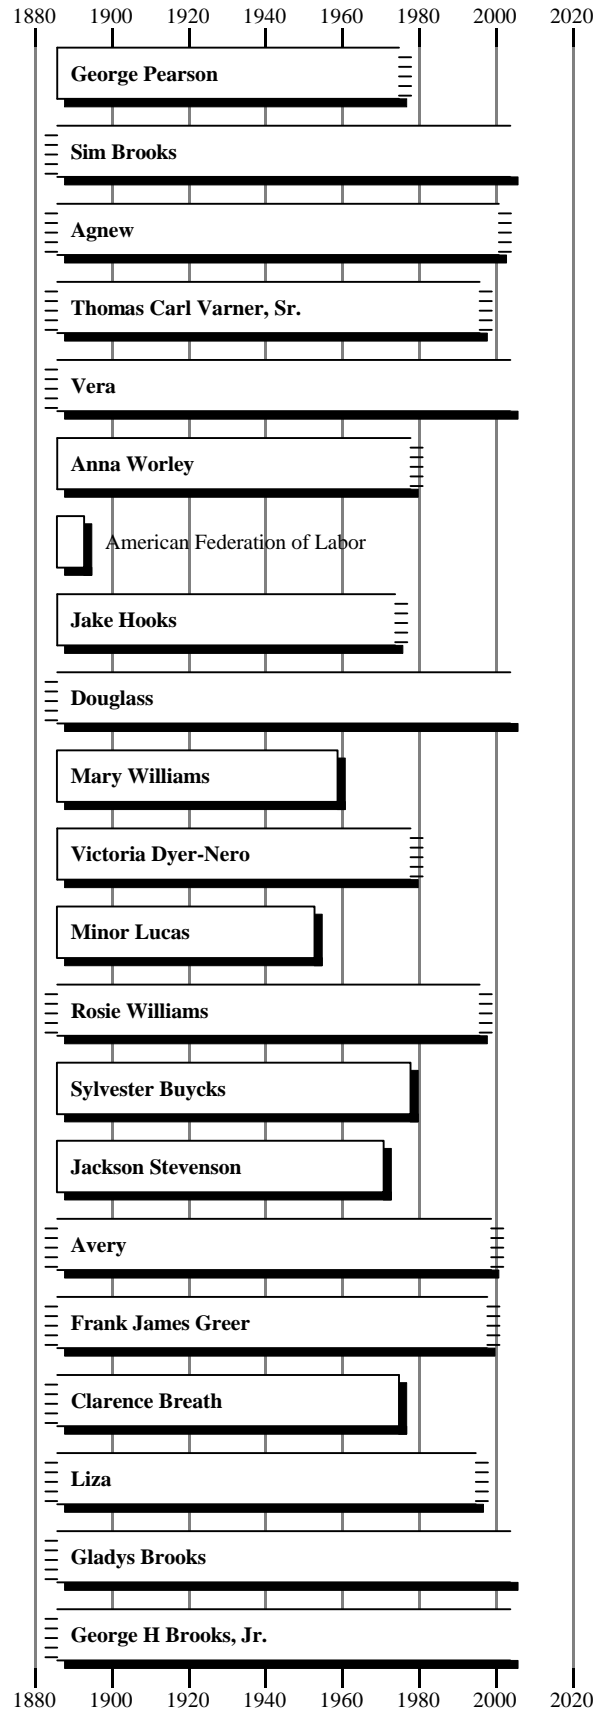 1880 1900 1920 1940 1960 1980 2000 2020
George Pearson
Sim Brooks
Agnew
Thomas Carl Varner, Sr.
Vera
Anna Worley
American Federation of Labor
Jake Hooks
Douglass
Mary Williams
Victoria Dyer-Nero
Minor Lucas
Rosie Williams
Sylvester Buycks
Jackson Stevenson
Avery
Frank James Greer
Clarence Breath
Liza
Gladys Brooks
George H Brooks, Jr.
1880 1900 1920 1940 1960 1980 2000 2020